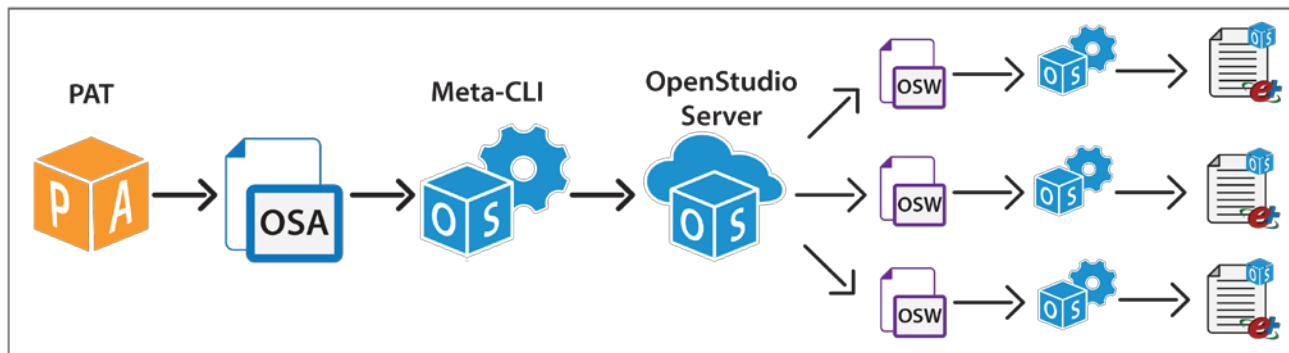 PAT
P A
OSA
Meta-CLI
O S
OpenStudio
Server
O S
OSW
O S
O S
e+
OSW
O S
O S
e+
OSW
O S
O S
e+